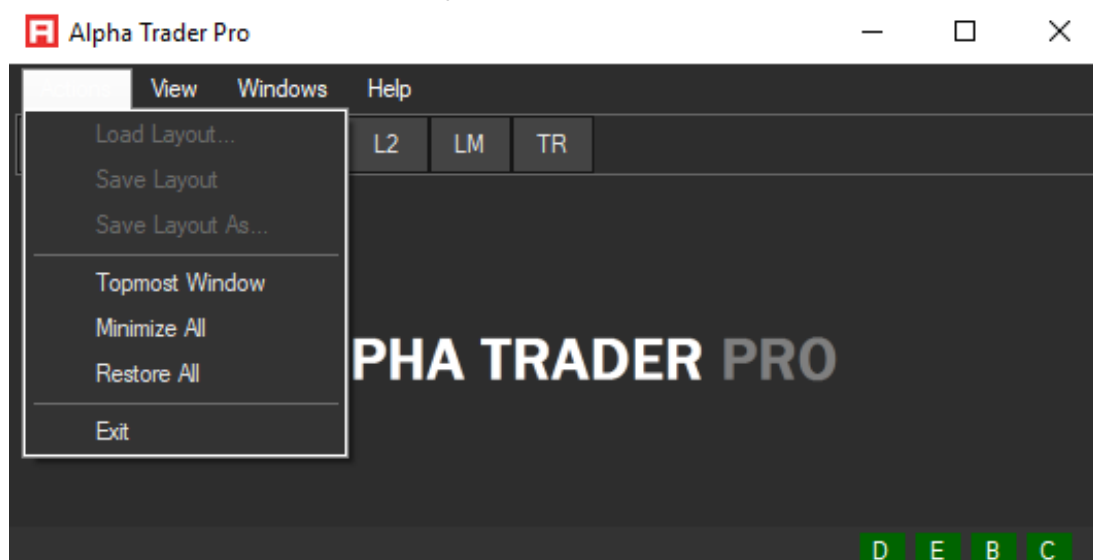 Alpha Trader Pro
Actions View Windows Help
Load Layout...
L2 LM TR
Save Layout
Save Layout As...
Topmost Window
Minimize All
PHA TRADER PRO
Restore All
Exit
D E B C